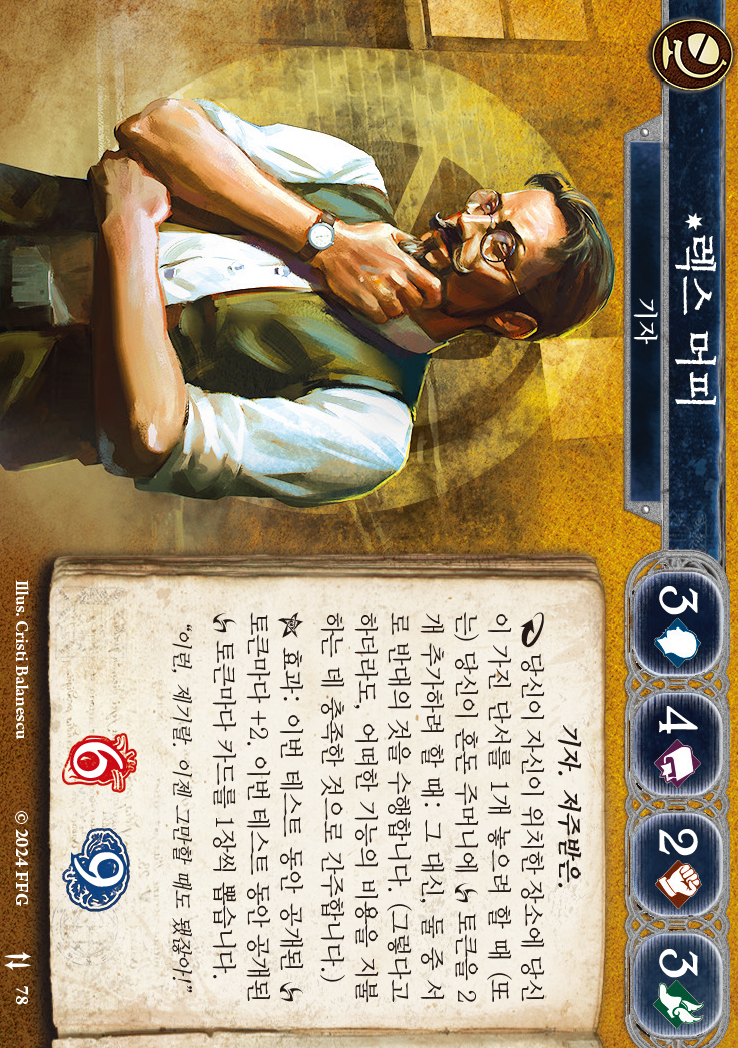 렉스 머피
기자
3 4 2 3
기자. 저주받은.
당신이 자신이 위치한 장소에 당신
이 가진 단서를 1개 놓으려 할 때 (또
는) 당신이 혼돈 주머니에 토큰을 2
개 추가하려 할 때: 그 대신, 둘 중 서
로 반대의 것을 수행합니다. (그렇다고
하더라도, 어떠한 기능의 비용을 지불
하는 데 충족한 것으로 간주합니다.)
효과: 이번 테스트 동안 공개된
토큰마다 +2. 이번 테스트 동안 공개된
토큰마다 카드를 1장씩 뽑습니다.
“이런, 제기랄. 이젠 그만할 때도 됐잖아!”
6 9
Illus. Cristi Balanescu
© 2024 FFG
78